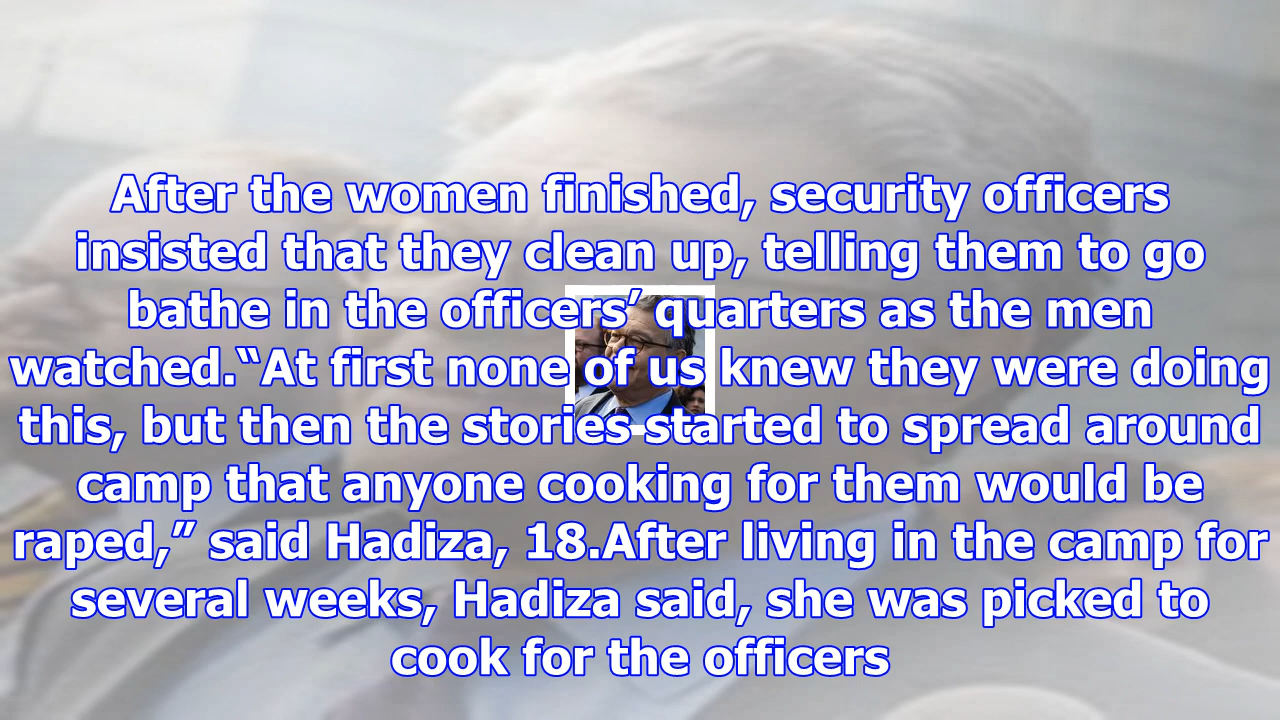 After the women finished, security officers
insisted that they clean up, telling them to go
bathe in the officers’ quarters as the men
watched.“At first none of us knew they were doing
this, but then the stories started to spread around
camp that anyone cooking for them would be
raped,” said Hadiza, 18.After living in the camp for
several weeks, Hadiza said, she was picked to
cook for the officers